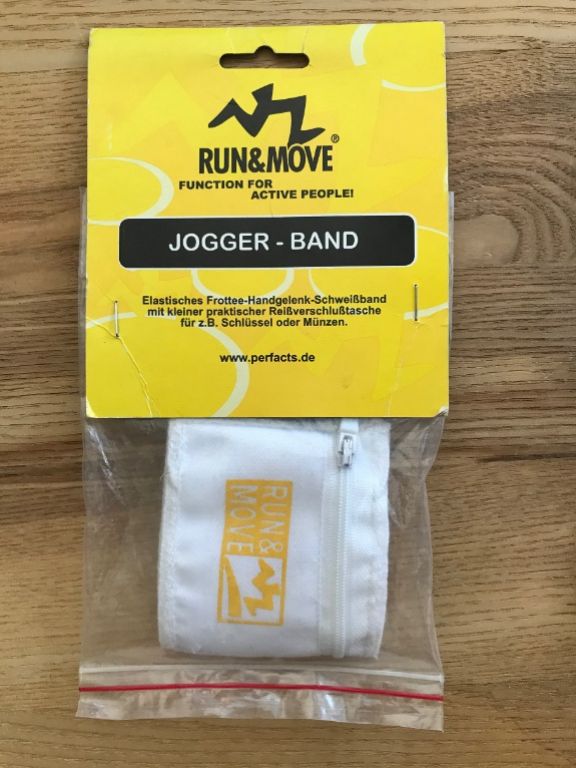 RUN&MOVE®
FUNCTION FOR
ACTIVE PEOPLE!
JOGGER - BAND
Elastisches Frottee-Handgelenk-Schweißband
mit kleiner praktischer Reißverschlußtasche
für z.B. Schlüssel oder Münzen.
www.perfacts.de
RUN&
MOVE